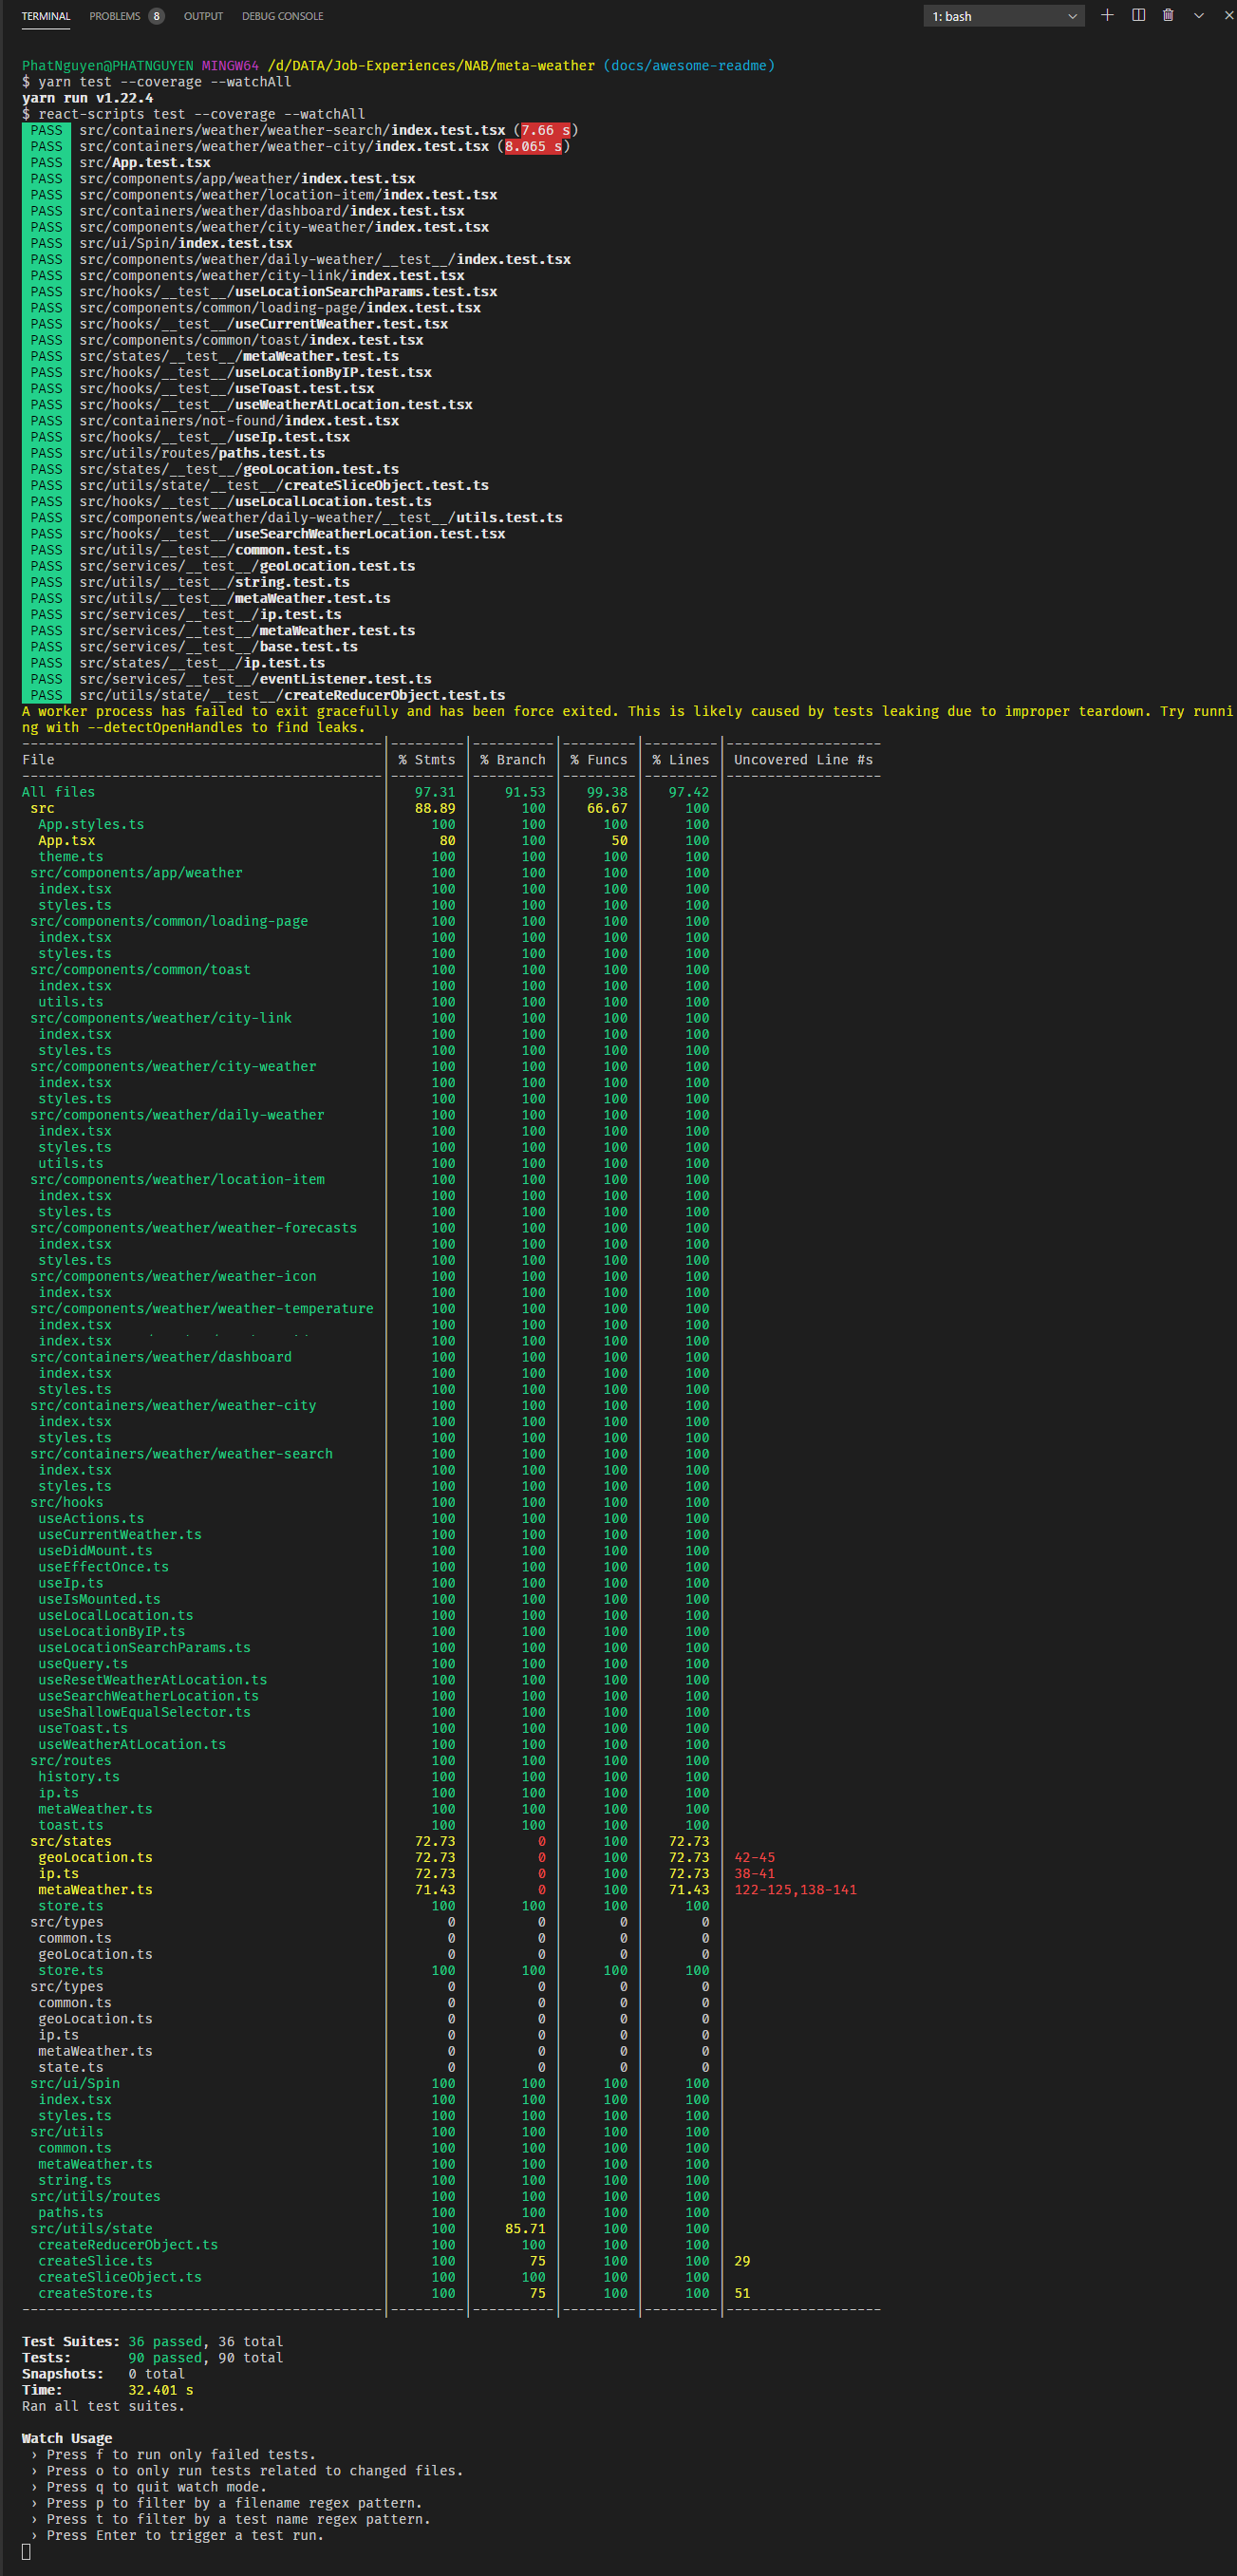 TERMINAL PROBLEMS 8 OUTPUT DEBUG CONSOLE 1: bash
PhatNguyen@PHATNGUYEN MINGW64 /d/DATA/Job-Experiences/NAB/meta-weather (docs/awesome-readme)
$ yarn test --coverage --watchAll
yarn run v1.22.4
$ react-scripts test --coverage --watchAll
PASS src/containers/weather/weather-search/index.test.tsx (7.66 s)
PASS src/containers/weather/weather-city/index.test.tsx (8.065 s)
PASS src/App.test.tsx
PASS src/components/app/weather/index.test.tsx
PASS src/components/weather/location-item/index.test.tsx
PASS src/containers/weather/dashboard/index.test.tsx
PASS src/components/weather/city-weather/index.test.tsx
PASS src/ui/Spin/index.test.tsx
PASS src/components/weather/daily-weather/__test__/index.test.tsx
PASS src/components/weather/city-link/index.test.tsx
PASS src/hooks/__test__/useLocationSearchParams.test.tsx
PASS src/components/common/loading-page/index.test.tsx
PASS src/hooks/__test__/useCurrentWeather.test.tsx
PASS src/components/common/toast/index.test.tsx
PASS src/states/__test__/metaWeather.test.ts
PASS src/hooks/__test__/useLocationByIP.test.tsx
PASS src/hooks/__test__/useToast.test.tsx
PASS src/hooks/__test__/useWeatherAtLocation.test.tsx
PASS src/containers/not-found/index.test.tsx
PASS src/hooks/__test__/useIp.test.tsx
PASS src/utils/routes/paths.test.ts
PASS src/states/__test__/geoLocation.test.ts
PASS src/utils/state/__test__/createSliceObject.test.ts
PASS src/hooks/__test__/useLocalLocation.test.ts
PASS src/components/weather/daily-weather/__test__/utils.test.ts
PASS src/hooks/__test__/useSearchWeatherLocation.test.tsx
PASS src/utils/__test__/common.test.ts
PASS src/services/__test__/geoLocation.test.ts
PASS src/utils/__test__/string.test.ts
PASS src/utils/__test__/metaWeather.test.ts
PASS src/services/__test__/ip.test.ts
PASS src/services/__test__/metaWeather.test.ts
PASS src/services/__test__/base.test.ts
PASS src/states/__test__/ip.test.ts
PASS src/services/__test__/eventListener.test.ts
PASS src/utils/state/__test__/createReducerObject.test.ts
A worker process has failed to exit gracefully and has been force exited. This is likely caused by tests leaking due to improper teardown. Try runni
ng with --detectOpenHandles to find leaks.
--------------------------------------------|---------|----------|---------|---------|-------------------
File | % Stmts | % Branch | % Funcs | % Lines | Uncovered Line #s
--------------------------------------------|---------|----------|---------|---------|-------------------
All files | 97.31 | 91.53 | 99.38 | 97.42 |
src | 88.89 | 100 | 66.67 | 100 |
App.styles.ts | 100 | 100 | 100 | 100 |
App.tsx | 80 | 100 | 50 | 100 |
theme.ts | 100 | 100 | 100 | 100 |
src/components/app/weather | 100 | 100 | 100 | 100 |
index.tsx | 100 | 100 | 100 | 100 |
styles.ts | 100 | 100 | 100 | 100 |
src/components/common/loading-page | 100 | 100 | 100 | 100 |
index.tsx | 100 | 100 | 100 | 100 |
styles.ts | 100 | 100 | 100 | 100 |
src/components/common/toast | 100 | 100 | 100 | 100 |
index.tsx | 100 | 100 | 100 | 100 |
utils.ts | 100 | 100 | 100 | 100 |
src/components/weather/city-link | 100 | 100 | 100 | 100 |
index.tsx | 100 | 100 | 100 | 100 |
styles.ts | 100 | 100 | 100 | 100 |
src/components/weather/city-weather | 100 | 100 | 100 | 100 |
index.tsx | 100 | 100 | 100 | 100 |
styles.ts | 100 | 100 | 100 | 100 |
src/components/weather/daily-weather | 100 | 100 | 100 | 100 |
index.tsx | 100 | 100 | 100 | 100 |
styles.ts | 100 | 100 | 100 | 100 |
utils.ts | 100 | 100 | 100 | 100 |
src/components/weather/location-item | 100 | 100 | 100 | 100 |
index.tsx | 100 | 100 | 100 | 100 |
styles.ts | 100 | 100 | 100 | 100 |
src/components/weather/weather-forecasts | 100 | 100 | 100 | 100 |
index.tsx | 100 | 100 | 100 | 100 |
styles.ts | 100 | 100 | 100 | 100 |
src/components/weather/weather-icon | 100 | 100 | 100 | 100 |
index.tsx | 100 | 100 | 100 | 100 |
src/components/weather/weather-temperature | 100 | 100 | 100 | 100 |
index.tsx | 100 | 100 | 100 | 100 |
index.tsx | 100 | 100 | 100 | 100 |
src/containers/weather/dashboard | 100 | 100 | 100 | 100 |
index.tsx | 100 | 100 | 100 | 100 |
styles.ts | 100 | 100 | 100 | 100 |
src/containers/weather/weather-city | 100 | 100 | 100 | 100 |
index.tsx | 100 | 100 | 100 | 100 |
styles.ts | 100 | 100 | 100 | 100 |
src/containers/weather/weather-search | 100 | 100 | 100 | 100 |
index.tsx | 100 | 100 | 100 | 100 |
styles.ts | 100 | 100 | 100 | 100 |
src/hooks | 100 | 100 | 100 | 100 |
useActions.ts | 100 | 100 | 100 | 100 |
useCurrentWeather.ts | 100 | 100 | 100 | 100 |
useDidMount.ts | 100 | 100 | 100 | 100 |
useEffectOnce.ts | 100 | 100 | 100 | 100 |
useIp.ts | 100 | 100 | 100 | 100 |
useIsMounted.ts | 100 | 100 | 100 | 100 |
useLocalLocation.ts | 100 | 100 | 100 | 100 |
useLocationByIP.ts | 100 | 100 | 100 | 100 |
useLocationSearchParams.ts | 100 | 100 | 100 | 100 |
useQuery.ts | 100 | 100 | 100 | 100 |
useResetWeatherAtLocation.ts | 100 | 100 | 100 | 100 |
useSearchWeatherLocation.ts | 100 | 100 | 100 | 100 |
useShallowEqualSelector.ts | 100 | 100 | 100 | 100 |
useToast.ts | 100 | 100 | 100 | 100 |
useWeatherAtLocation.ts | 100 | 100 | 100 | 100 |
src/routes | 100 | 100 | 100 | 100 |
history.ts | 100 | 100 | 100 | 100 |
ip.ts | 100 | 100 | 100 | 100 |
metaWeather.ts | 100 | 100 | 100 | 100 |
toast.ts | 100 | 100 | 100 | 100 |
src/states | 72.73 | 0 | 100 | 72.73 |
geoLocation.ts | 72.73 | 0 | 100 | 72.73 | 42-45
ip.ts | 72.73 | 0 | 100 | 72.73 | 38-41
metaWeather.ts | 71.43 | 0 | 100 | 71.43 | 122-125,138-141
store.ts | 100 | 100 | 100 | 100 |
src/types | 0 | 0 | 0 | 0 |
common.ts | 0 | 0 | 0 | 0 |
geoLocation.ts | 0 | 0 | 0 | 0 |
store.ts | 100 | 100 | 100 | 100 |
src/types | 0 | 0 | 0 | 0 |
common.ts | 0 | 0 | 0 | 0 |
geoLocation.ts | 0 | 0 | 0 | 0 |
ip.ts | 0 | 0 | 0 | 0 |
metaWeather.ts | 0 | 0 | 0 | 0 |
state.ts | 0 | 0 | 0 | 0 |
src/ui/Spin | 100 | 100 | 100 | 100 |
index.tsx | 100 | 100 | 100 | 100 |
styles.ts | 100 | 100 | 100 | 100 |
src/utils | 100 | 100 | 100 | 100 |
common.ts | 100 | 100 | 100 | 100 |
metaWeather.ts | 100 | 100 | 100 | 100 |
string.ts | 100 | 100 | 100 | 100 |
src/utils/routes | 100 | 100 | 100 | 100 |
paths.ts | 100 | 100 | 100 | 100 |
src/utils/state | 100 | 85.71 | 100 | 100 |
createReducerObject.ts | 100 | 100 | 100 | 100 |
createSlice.ts | 100 | 75 | 100 | 100 | 29
createSliceObject.ts | 100 | 100 | 100 | 100 |
createStore.ts | 100 | 75 | 100 | 100 | 51
--------------------------------------------|---------|----------|---------|---------|-------------------
Test Suites: 36 passed, 36 total
Tests: 90 passed, 90 total
Snapshots: 0 total
Time: 32.401 s
Ran all test suites.
Watch Usage
› Press f to run only failed tests.
› Press o to only run tests related to changed files.
› Press q to quit watch mode.
› Press p to filter by a filename regex pattern.
› Press t to filter by a test name regex pattern.
› Press Enter to trigger a test run.